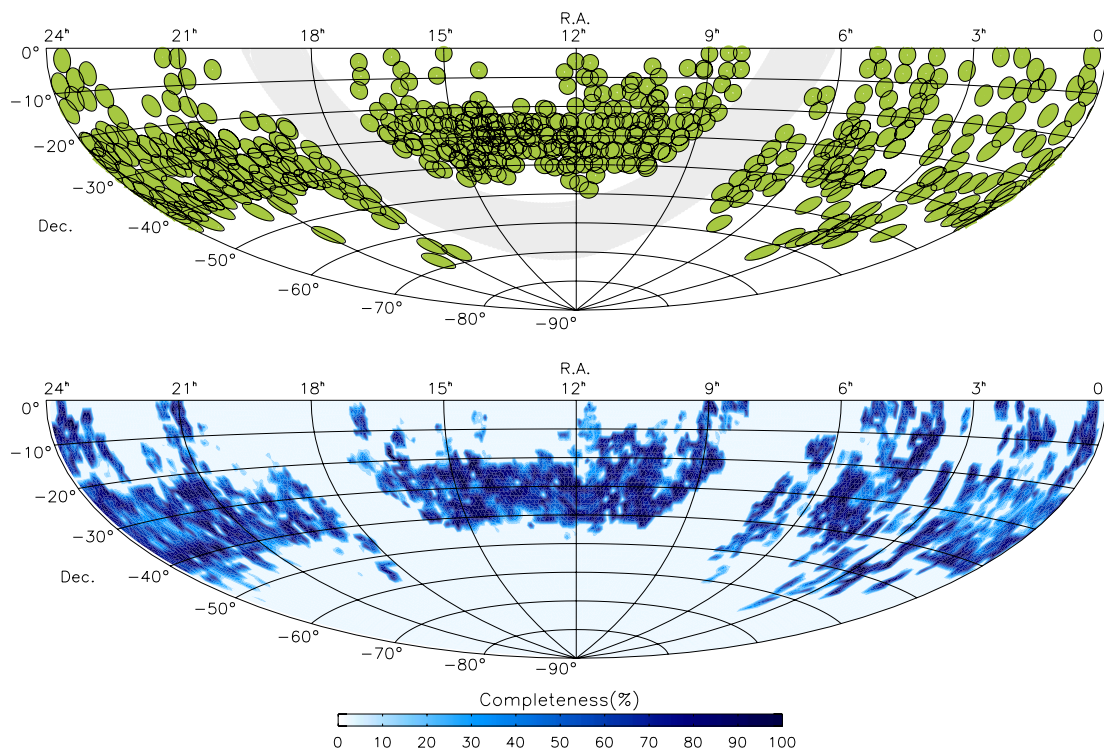 R.A.
24ʰ 21ʰ 18ʰ 15ʰ 12ʰ 9ʰ 6ʰ 3ʰ 0ʰ
0°
−10°
−20°
−30°
Dec. −40°
−50°
−60°
−70°
−80°
−90°
R.A.
24ʰ 21ʰ 18ʰ 15ʰ 12ʰ 9ʰ 6ʰ 3ʰ 0
0°
−10°
−20°
−30°
Dec. −40°
−50°
−60°
−70°
−80°
−90°
Completeness(%)
0 10 20 30 40 50 60 70 80 90 100